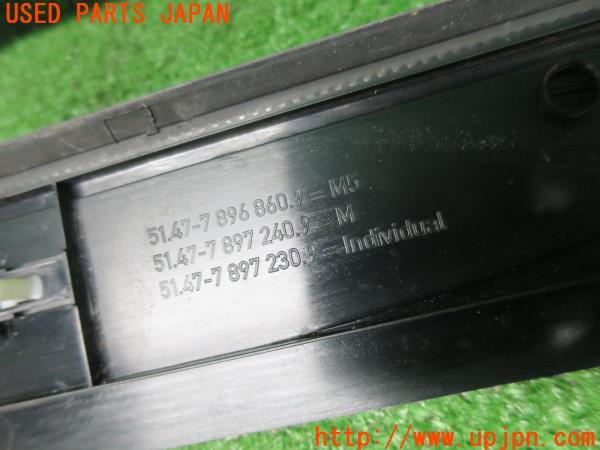 USED PARTS JAPAN
51.47-7 896 860.9 = M5
51.47-7 897 240.9 = M
51.47-7 897 230.9 = Individual
http://www.upjpn.com